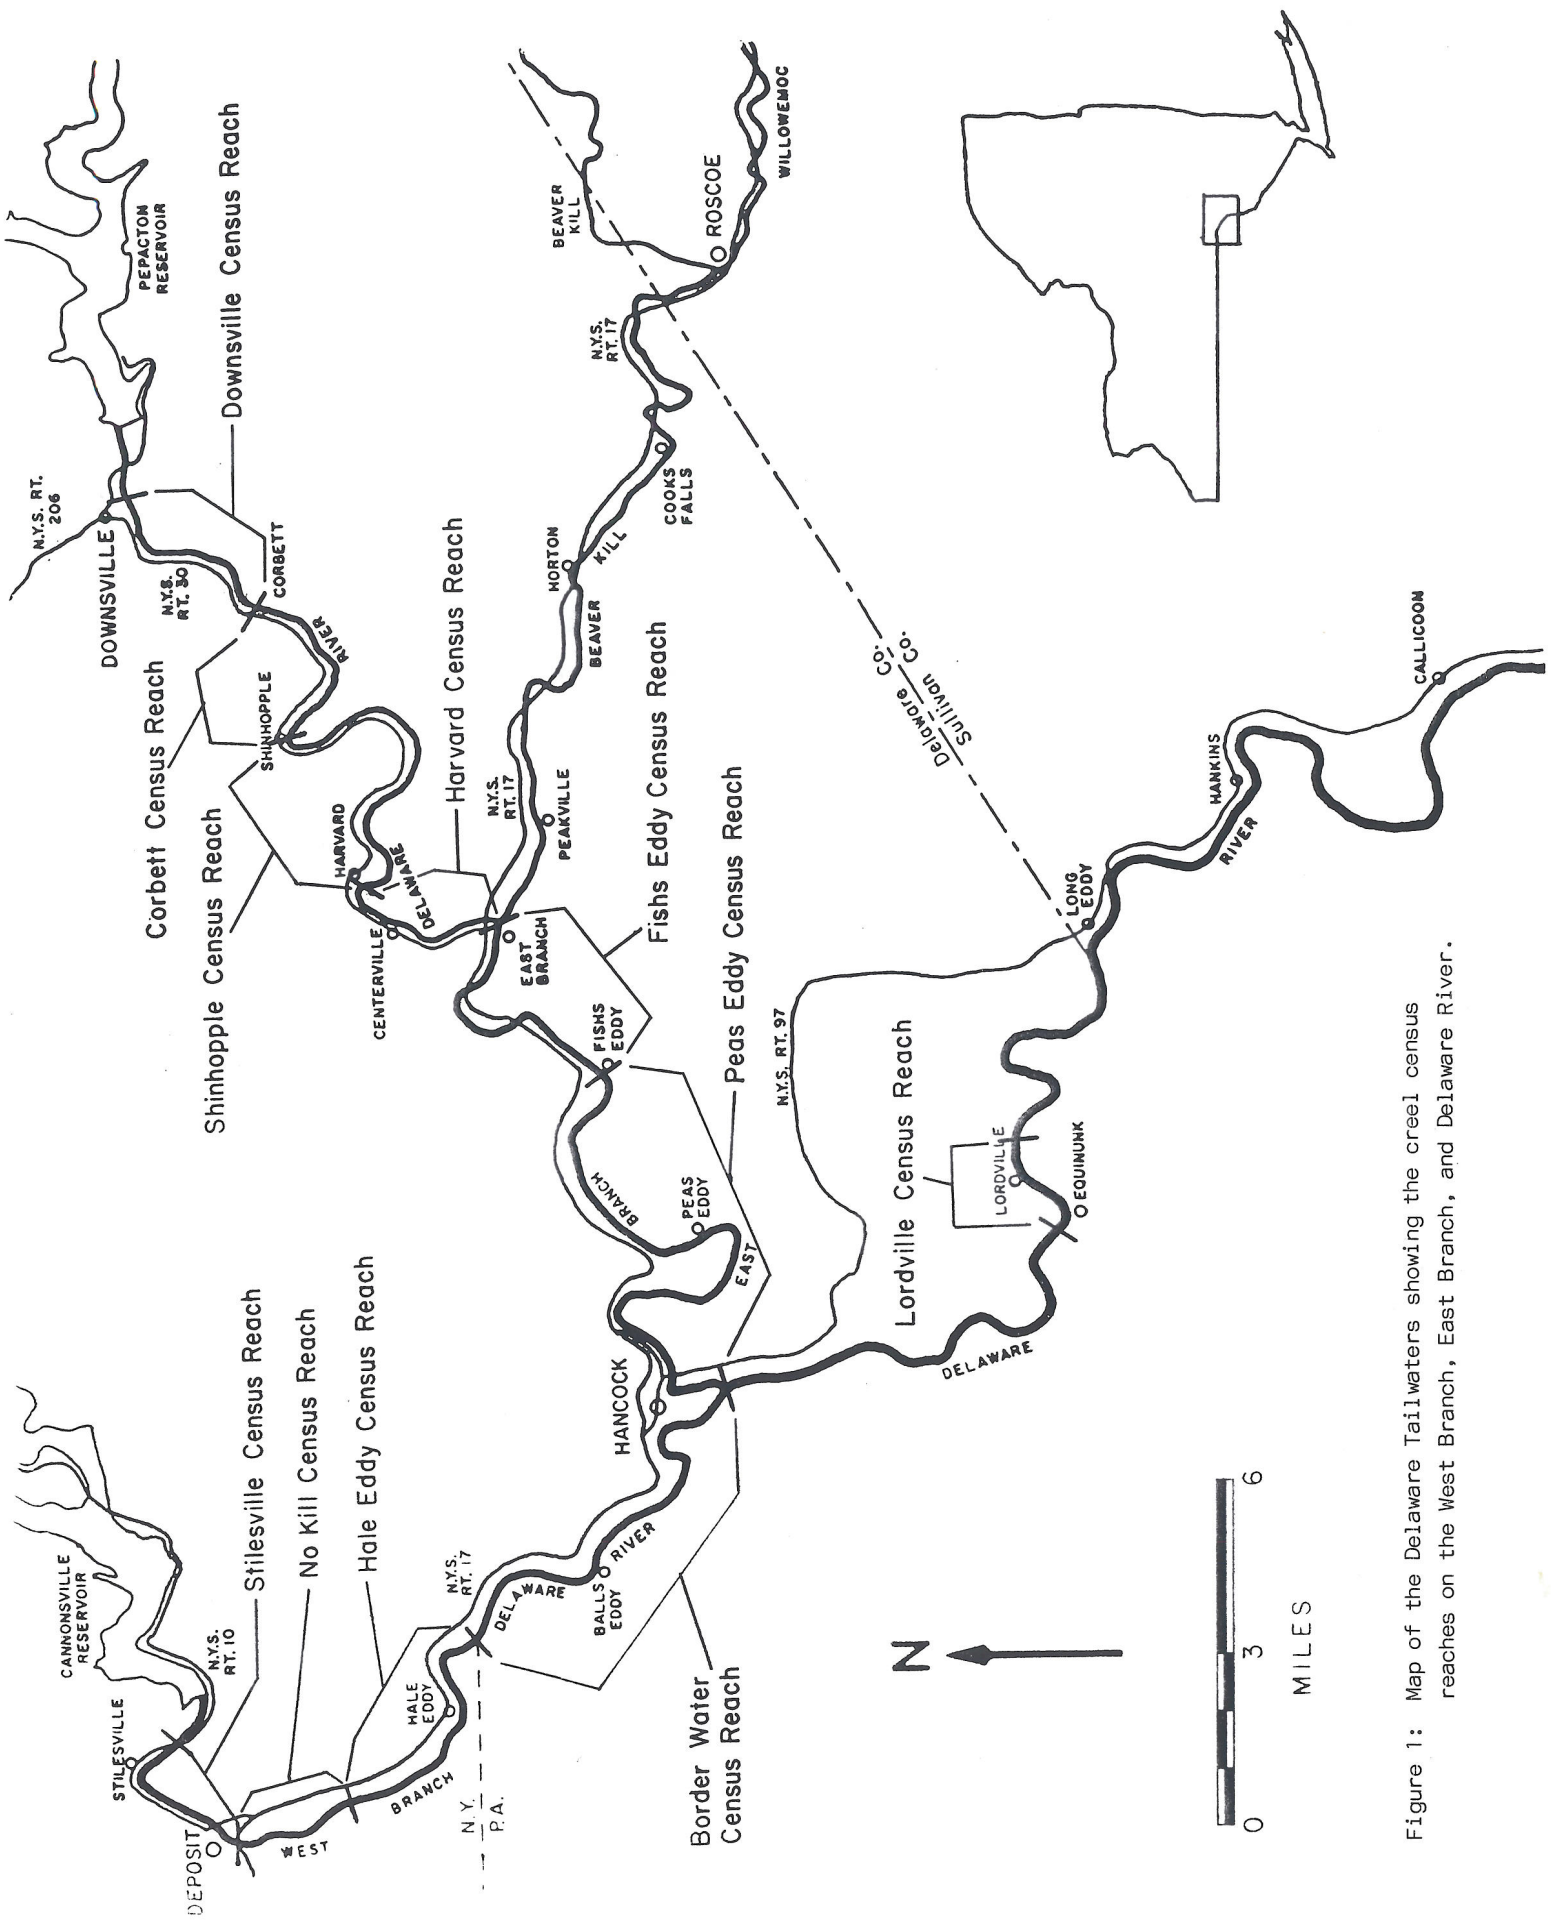 CANNONSVILLE
RESERVOIR
STILESVILLE
N.Y.S.
RT. 10
DEPOSIT
WEST
BRANCH
HALE
EDDY
N.Y.
P.A.
N.Y.S.
RT. 17
DELAWARE
RIVER
BALLS
EDDY
HANCOCK
Stilesville Census Reach
No Kill Census Reach
Hale Eddy Census Reach
Border Water
Census Reach
N.Y.S. RT.
206
DOWNSVILLE
N.Y.S.
RT. 30
PEPACTON
RESERVOIR
Downsville Census Reach
CORBETT
RIVER
Corbett Census Reach
SHINHOPPLE
Shinhopple Census Reach
HARVARD
DELAWARE
CENTERVILLE
Harvard Census Reach
EAST
BRANCH
N.Y.S.
RT. 17
PEAKVILLE
BEAVER
KILL
HORTON
COOKS
FALLS
N.Y.S.
RT. 17
BEAVER
KILL
ROSCOE
WILLOWEMOC
Fishs Eddy Census Reach
FISHS
EDDY
Peas Eddy Census Reach
BRANCH
PEAS
EDDY
EAST
N.Y.S. RT. 97
Delaware Co.
Sullivan Co.
Lordville Census Reach
LORDVILLE
EQUINUNK
DELAWARE
LONG
EDDY
HANKINS
RIVER
CALLICOON
N
0 3 6
MILES
Figure 1: Map of the Delaware Tailwaters showing the creel census
reaches on the West Branch, East Branch, and Delaware River.